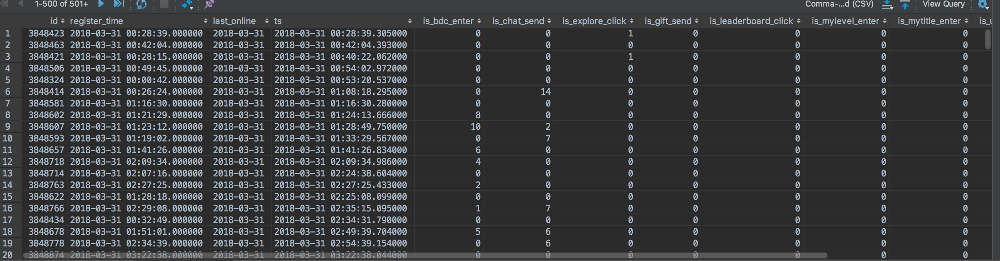 1-500 of 501+ Comma-...d (CSV) View Query
id register_time last_online ts is_bdc_enter is_chat_send is_explore_click is_gift_send is_leaderboard_click is_mylevel_enter is_mytitle_enter
1 3848423 2018-03-31 00:28:39.000000 2018-03-31 2018-03-31 00:28:39.305000 0 0 1 0 0 0 0
2 3848463 2018-03-31 00:42:04.000000 2018-03-31 2018-03-31 00:42:04.393000 0 0 0 0 0 0 0
3 3848421 2018-03-31 00:28:15.000000 2018-03-31 2018-03-31 00:40:22.062000 0 0 1 0 0 0 0
4 3848506 2018-03-31 00:49:45.000000 2018-03-31 2018-03-31 00:54:02.972000 0 0 0 0 0 0 0
5 3848324 2018-03-31 00:00:42.000000 2018-03-31 2018-03-31 00:53:20.537000 0 0 0 0 0 0 0
6 3848414 2018-03-31 00:26:24.000000 2018-03-31 2018-03-31 01:08:18.295000 0 14 0 0 0 0 0
7 3848581 2018-03-31 01:16:30.000000 2018-03-31 2018-03-31 01:16:30.280000 0 0 0 0 0 0 0
8 3848602 2018-03-31 01:21:29.000000 2018-03-31 2018-03-31 01:24:13.666000 8 0 0 0 0 0 0
9 3848607 2018-03-31 01:23:12.000000 2018-03-31 2018-03-31 01:28:49.750000 10 2 0 0 0 0 0
10 3848593 2018-03-31 01:19:02.000000 2018-03-31 2018-03-31 01:33:29.567000 0 7 0 0 0 0 0
11 3848657 2018-03-31 01:41:26.000000 2018-03-31 2018-03-31 01:41:26.834000 6 0 0 0 0 0 0
12 3848718 2018-03-31 02:09:34.000000 2018-03-31 2018-03-31 02:09:34.986000 4 0 0 0 0 0 0
13 3848714 2018-03-31 02:07:16.000000 2018-03-31 2018-03-31 02:24:38.604000 0 0 0 0 0 0 0
14 3848763 2018-03-31 02:27:25.000000 2018-03-31 2018-03-31 02:27:25.433000 2 0 0 0 0 0 0
15 3848622 2018-03-31 01:28:18.000000 2018-03-31 2018-03-31 02:25:08.099000 0 0 0 0 0 0 0
16 3848766 2018-03-31 02:29:08.000000 2018-03-31 2018-03-31 02:35:15.095000 1 7 0 0 0 0 0
17 3848434 2018-03-31 00:32:49.000000 2018-03-31 2018-03-31 02:34:31.790000 0 0 0 0 0 0 0
18 3848678 2018-03-31 01:51:01.000000 2018-03-31 2018-03-31 02:49:39.704000 5 6 0 0 0 0 0
19 3848778 2018-03-31 02:34:39.000000 2018-03-31 2018-03-31 02:54:39.154000 0 6 0 0 0 0 0
20 3848874 2018-03-31 03:22:38.000000 2018-03-31 2018-03-31 03:22:38.044000 0 0 0 0 0 0 0